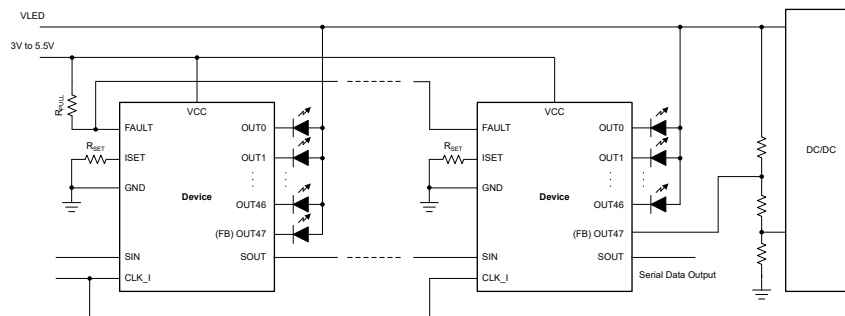 VLED
3V to 5.5V
RPULL
VCC
FAULT
OUT0
RSET
ISET
OUT1
GND
Device
OUT46
(FB) OUT47
SIN
SOUT
CLK_I
VCC
FAULT
OUT0
RSET
ISET
OUT1
GND
Device
OUT46
(FB) OUT47
SIN
SOUT
CLK_I
Serial Data Output
DC/DC